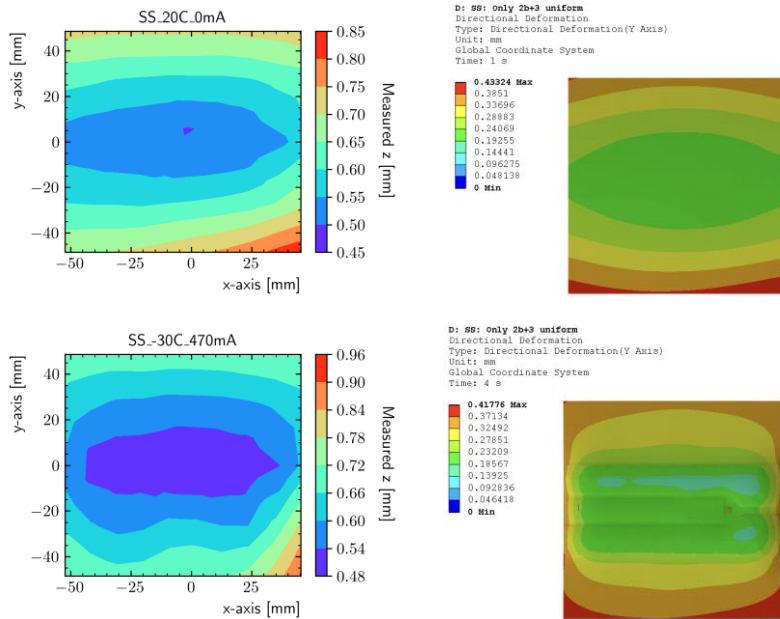 SS_20C_0mA
y-axis [mm]
40
20
0
−20
−40
−50
−25
0
25
x-axis [mm]
0.85
0.80
0.75
0.70
0.65
0.60
0.55
0.50
0.45
Measured z [mm]
D: SS: Only 2b+3 uniform
Directional Deformation
Type: Directional Deformation(Y Axis)
Unit: mm
Global Coordinate System
Time: 1 s
0.43324 Max
0.3851
0.33696
0.28883
0.24069
0.19255
0.14441
0.096275
0.048138
0 Min
SS_-30C_470mA
y-axis [mm]
40
20
0
−20
−40
−50
−25
0
25
x-axis [mm]
0.96
0.90
0.84
0.78
0.72
0.66
0.60
0.54
0.48
Measured z [mm]
D: SS: Only 2b+3 uniform
Directional Deformation
Type: Directional Deformation(Y Axis)
Unit: mm
Global Coordinate System
Time: 4 s
0.41776 Max
0.37134
0.32492
0.27851
0.23209
0.18567
0.13925
0.092836
0.046418
0 Min